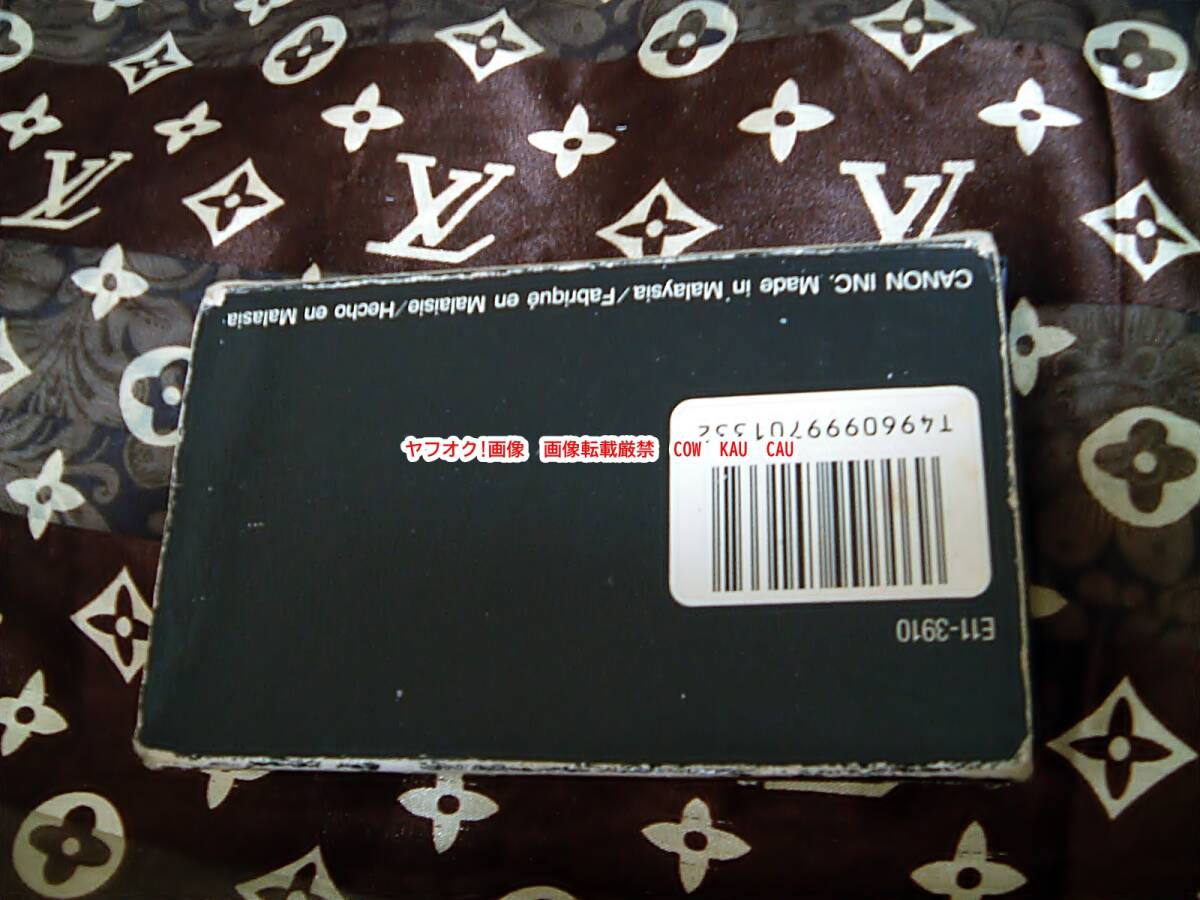 CANON INC. Made in Malaysia/Fabriqué en Malaisie/Hecho en Malasia
ヤフオク!画像 画像転載厳禁 COW KAU CAU
E11-3910